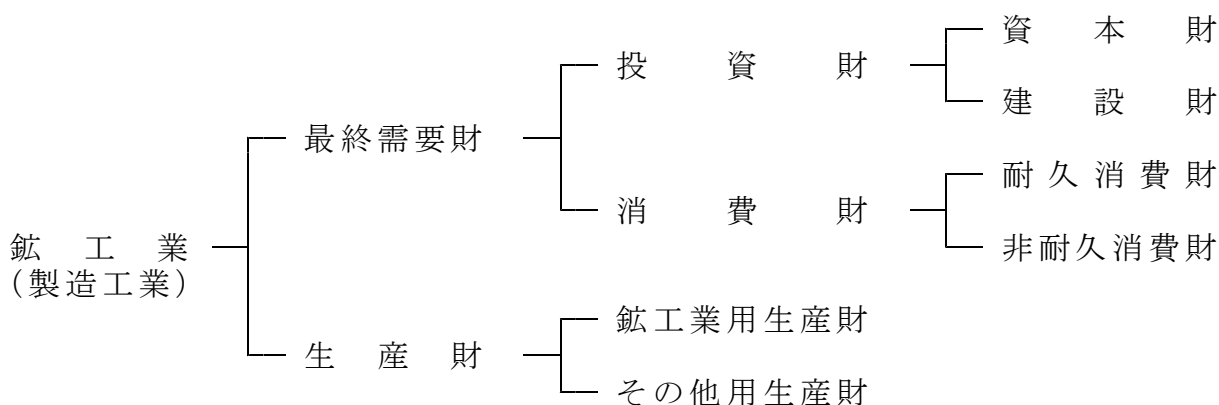 資本財
投資財
建設財
最終需要財
耐久消費財
消費財
鉱工業
(製造工業)
非耐久消費財
鉱工業用生産財
生産財
その他用生産財